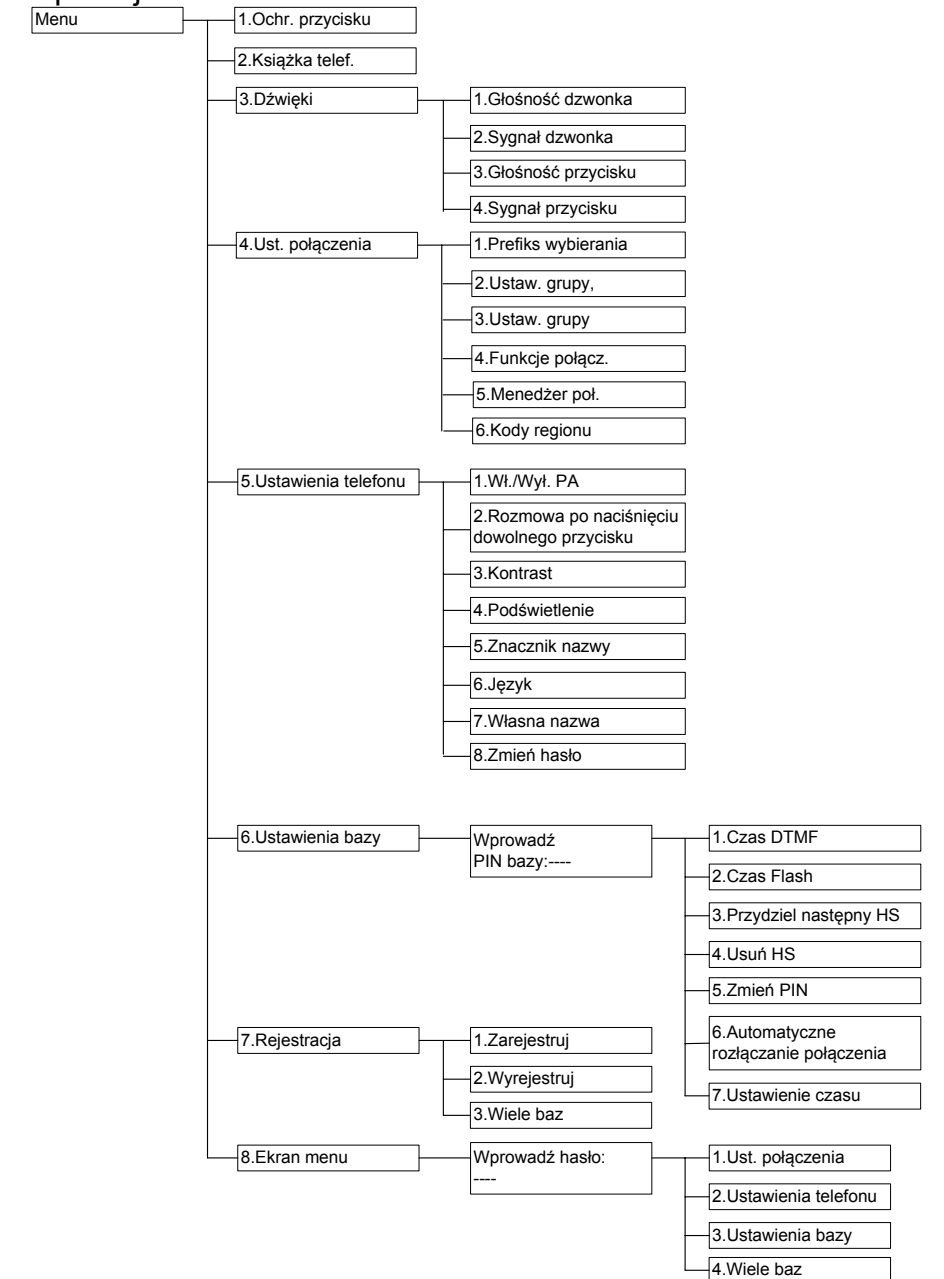 Menu
1.Ochr. przycisku
2.Książka telef.
3.Dźwięki
1.Głośność dzwonka
2.Sygnał dzwonka
3.Głośność przycisku
4.Sygnał przycisku
4.Ust. połączenia
1.Prefiks wybierania
2.Ustaw. grupy,
3.Ustaw. grupy
4.Funkcje połącz.
5.Menedżer poł.
6.Kody regionu
5.Ustawienia telefonu
1.Wł./Wył. PA
2.Rozmowa po naciśnięciu
dowolnego przycisku
3.Kontrast
4.Podświetlenie
5.Znacznik nazwy
6.Język
7.Własna nazwa
8.Zmień hasło
6.Ustawienia bazy
Wprowadź
PIN bazy:----
1.Czas DTMF
2.Czas Flash
3.Przydziel następny HS
4.Usuń HS
5.Zmień PIN
6.Automatyczne
rozłączanie połączenia
7.Ustawienie czasu
7.Rejestracja
1.Zarejestruj
2.Wyrejestruj
3.Wiele baz
8.Ekran menu
Wprowadź hasło:
----
1.Ust. połączenia
2.Ustawienia telefonu
3.Ustawienia bazy
4.Wiele baz